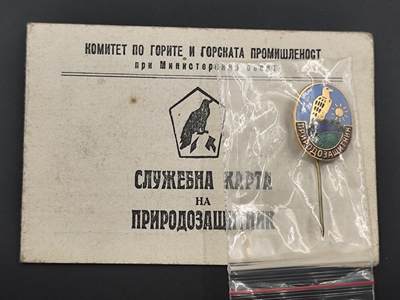 КОМИТЕТ ПО ГОРИТЕ И ГОРСКАТА ПРОМИШЛЕНОСТ
при Министерския съвет
СЛУЖЕБНА КАРТА
НА
ПРИРОДОЗАЩИТНИК
ПРИРОДОЗАЩИТНИК